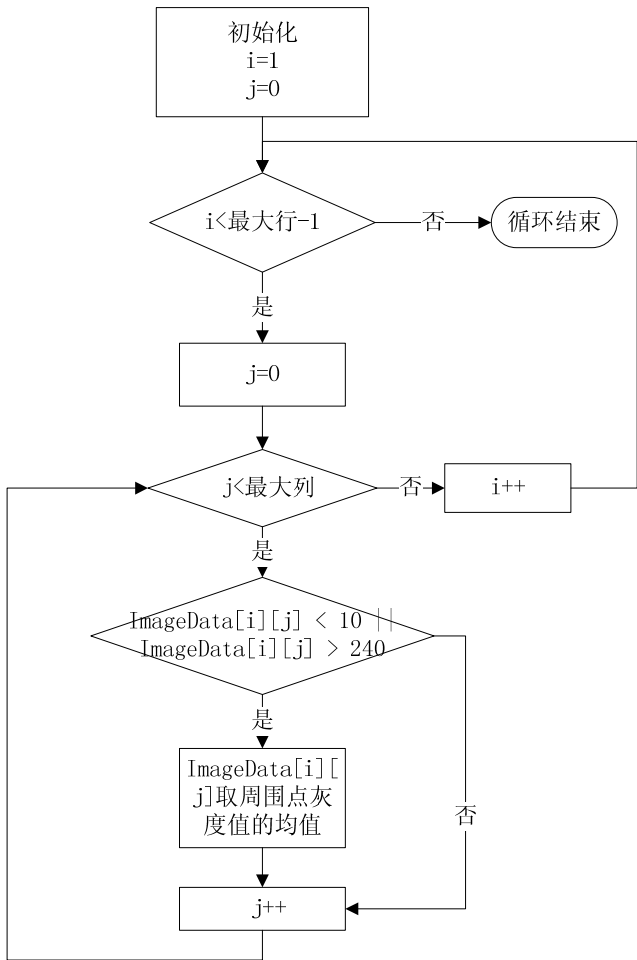 初始化
i=1
j=0
i<最大行-1
否
循环结束
是
j=0
j<最大列
否
i++
是
ImageData[i][j] < 10 ||
ImageData[i][j] > 240
是
ImageData[i][
j]取周围点灰
度值的均值
否
j++